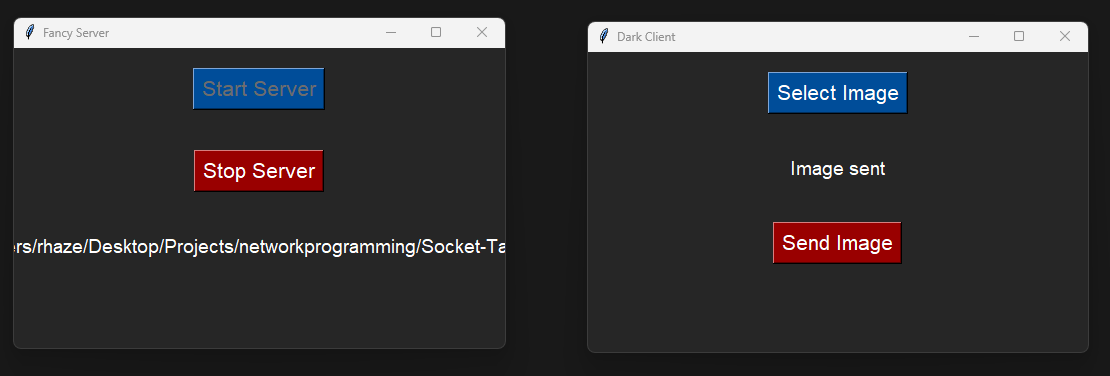 Fancy Server
Start Server
Stop Server
ers/rhaze/Desktop/Projects/networkprogramming/Socket-Ta
Dark Client
Select Image
Image sent
Send Image